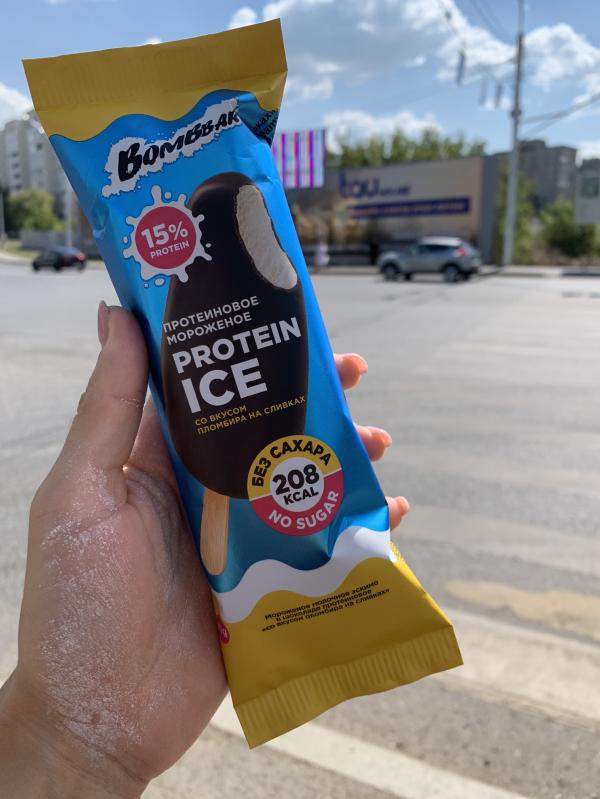 BOMBBAR
15%
PROTEIN
ПРОТЕИНОВОЕ
МОРОЖЕНОЕ
PROTEIN
ICE
СО ВКУСОМ
ПЛОМБИРА НА СЛИВКАХ
БЕЗ САХАРА
208
KCAL
NO SUGAR
Мороженое молочное эскимо
в шоколаде протеиновое
«со вкусом пломбира на сливках»